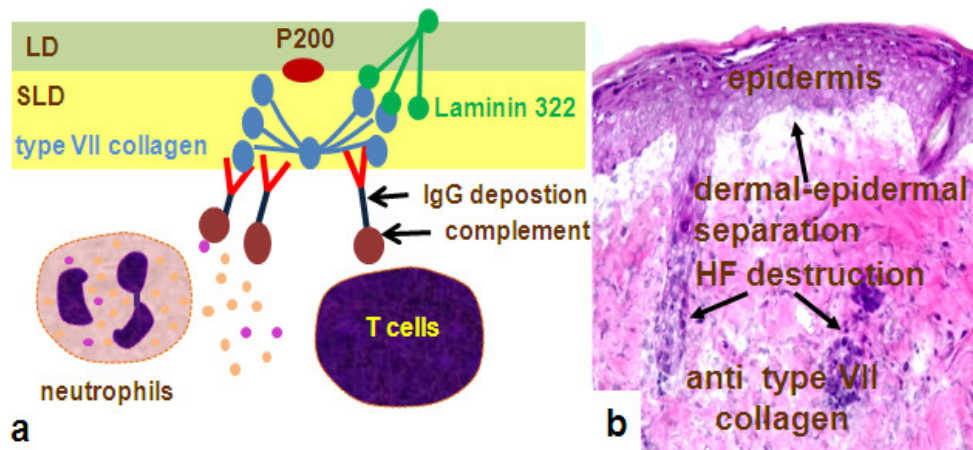 LD
P200
SLD
Laminin 322
type VII collagen
IgG depostion
complement
T cells
neutrophils
a
epidermis
dermal-epidermal
separation
HF destruction
anti type VII
collagen
b